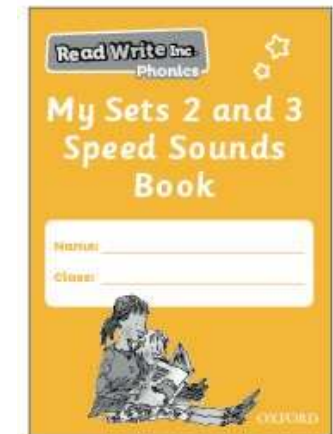 Read Write Inc.
Phonics
My Sets 2 and 3
Speed Sounds
Book
Name:
Class:
OXFORD